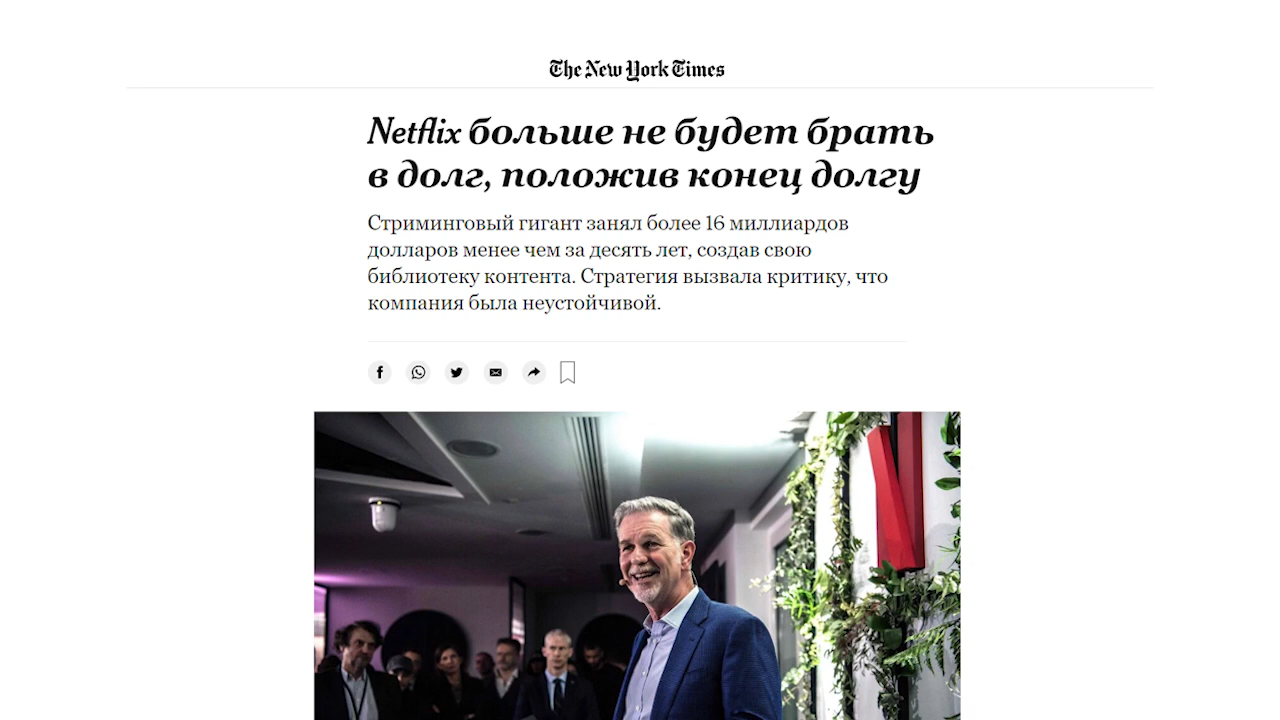 The New York Times
Netflix больше не будет брать
в долг, положив конец долгу
Стриминговый гигант занял более 16 миллиардов
долларов менее чем за десять лет, создав свою
библиотеку контента. Стратегия вызвала критику, что
компания была неустойчивой.